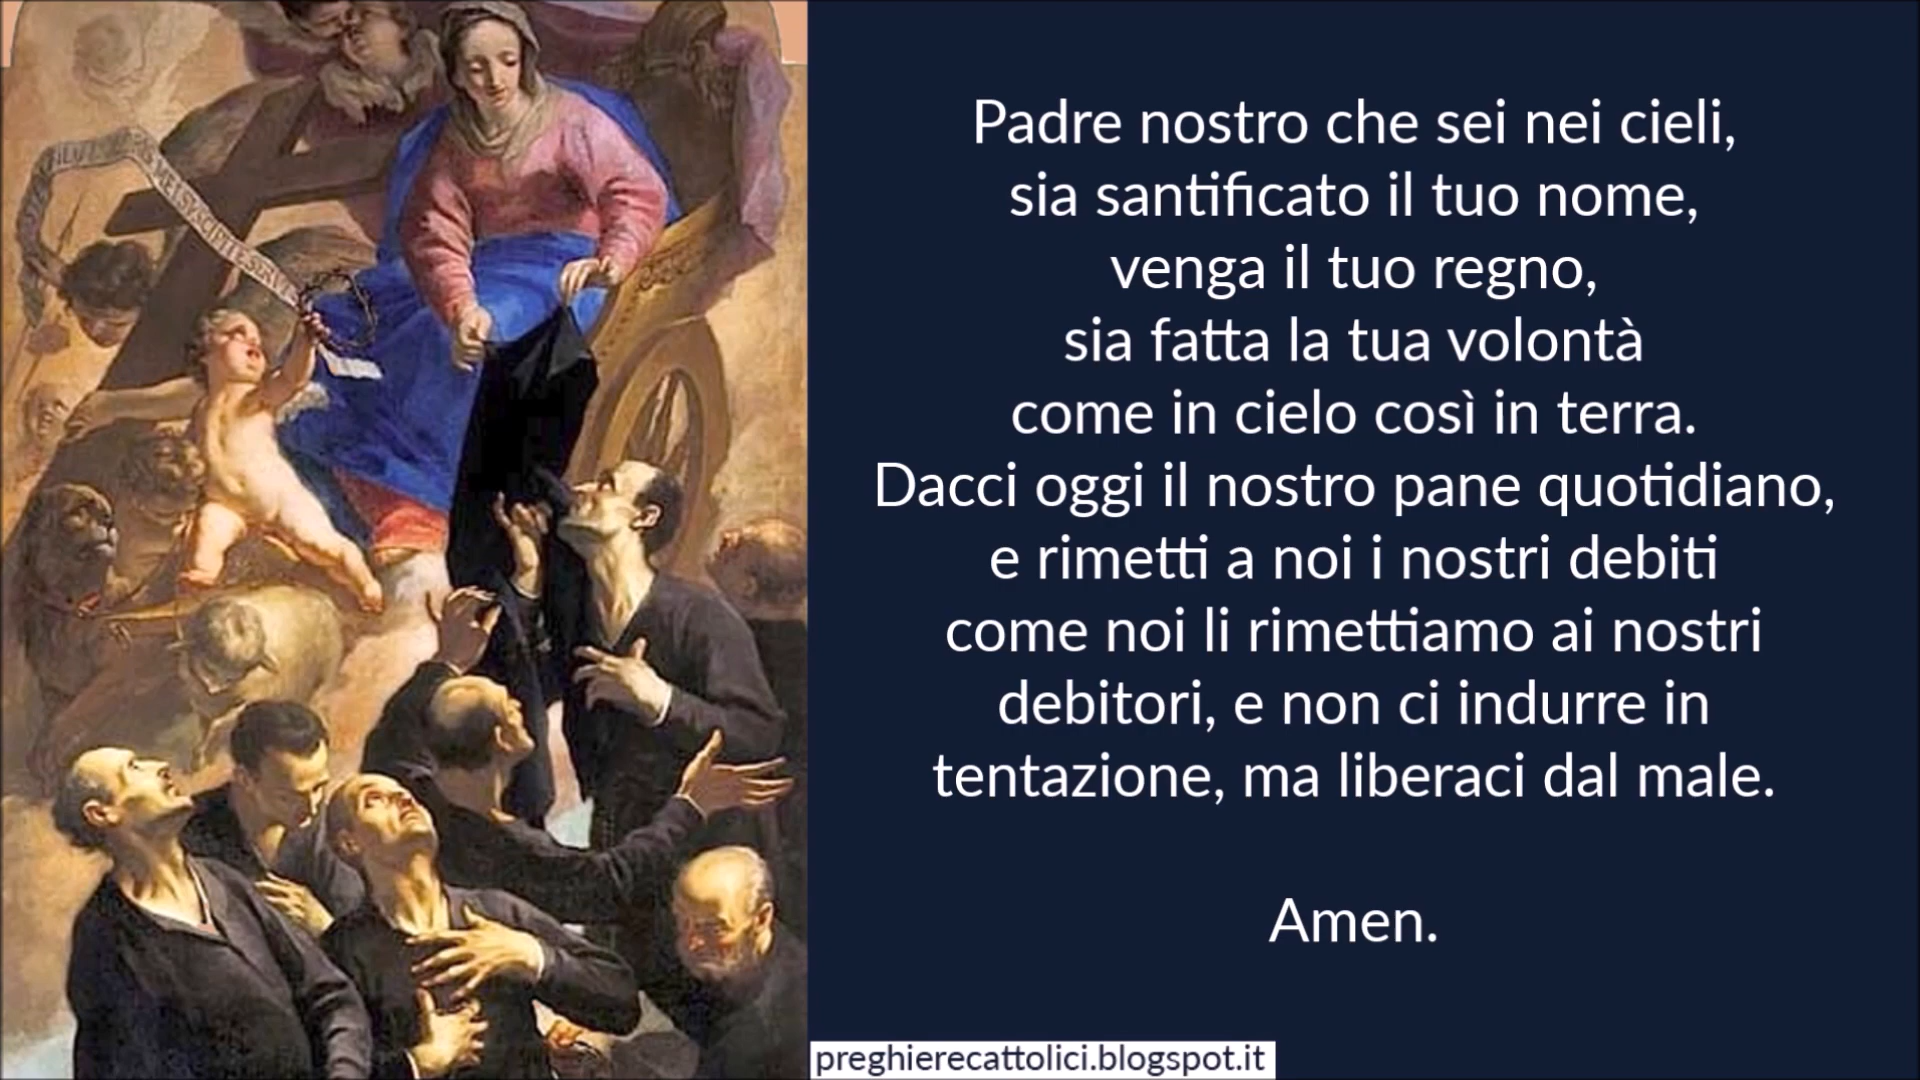 Padre nostro che sei nei cieli,
sia santificato il tuo nome,
venga il tuo regno,
sia fatta la tua volontà
come in cielo così in terra.
Dacci oggi il nostro pane quotidiano,
e rimetti a noi i nostri debiti
come noi li rimettiamo ai nostri
debitori, e non ci indurre in
tentazione, ma liberaci dal male.
Amen.
preghierecattolici.blogspot.it